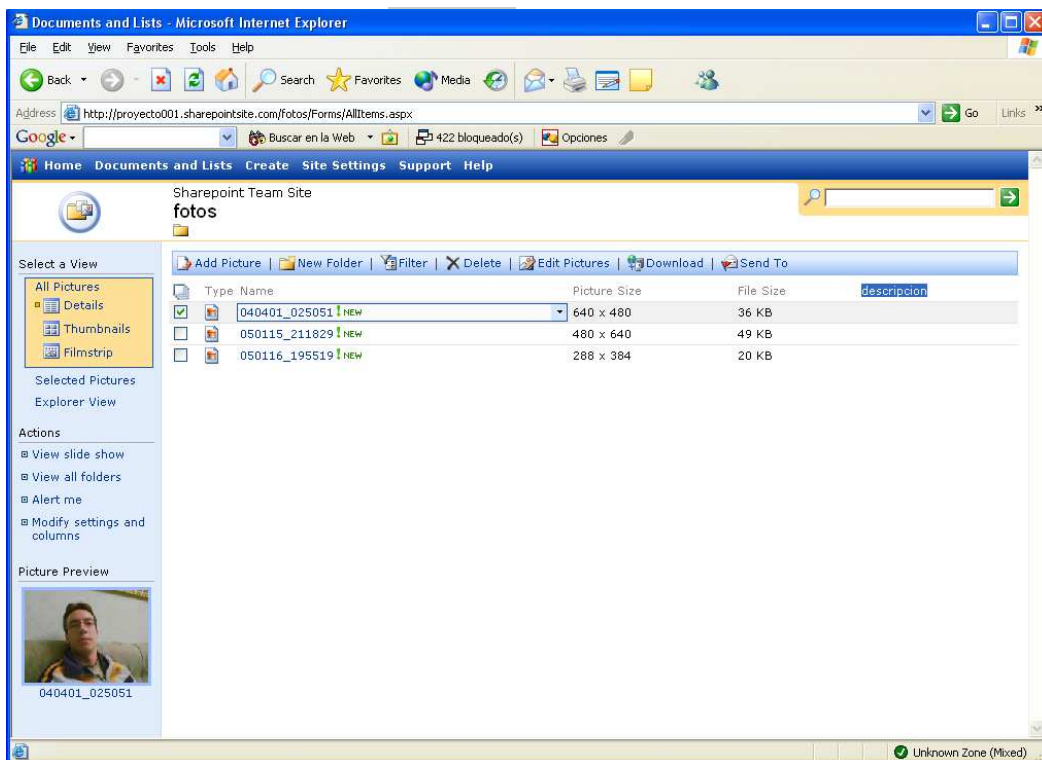 Documents and Lists - Microsoft Internet Explorer
File Edit View Favorites Tools Help
Back Search Favorites Media
Address http://proyecto001.sharepointsite.com/fotos/Forms/AllItems.aspx Go Links »
Google Buscar en la Web 422 bloqueado(s) Opciones
Home Documents and Lists Create Site Settings Support Help
Sharepoint Team Site
fotos
Select a View
Add Picture | New Folder | Filter | Delete | Edit Pictures | Download | Send To
All Pictures
Details
Thumbnails
Filmstrip
Selected Pictures
Explorer View
Type Name Picture Size File Size descripcion
040401_025051 ! NEW 640 x 480 36 KB
050115_211829 ! NEW 480 x 640 49 KB
050116_195519 ! NEW 288 x 384 20 KB
Actions
View slide show
View all folders
Alert me
Modify settings and
columns
Picture Preview
040401_025051
Unknown Zone (Mixed)